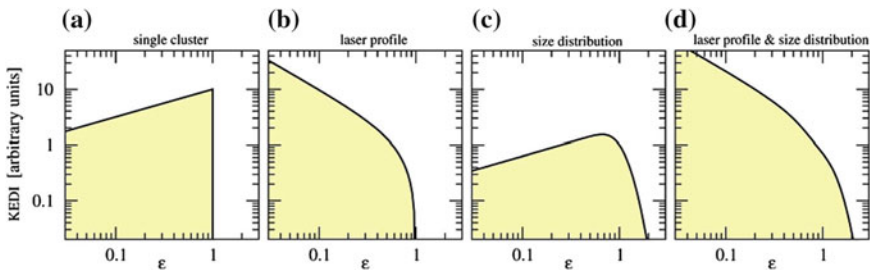 (a) (b) (c) (d)
single cluster laser profile size distribution laser profile & size distribution
KEDI [arbitrary units]
10
1
0.1
0.1 1 0.1 1 0.1 1 0.1 1
ε ε ε ε